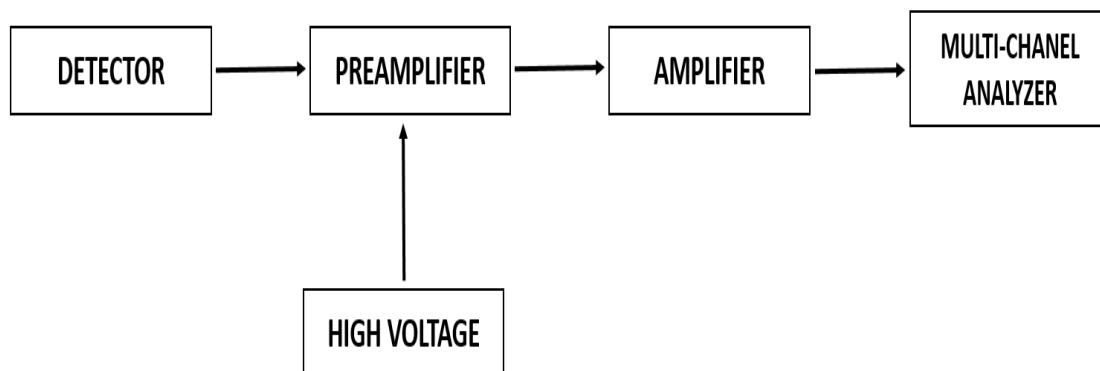 DETECTOR
PREAMPLIFIER
AMPLIFIER
MULTI-CHANEL
ANALYZER
HIGH VOLTAGE